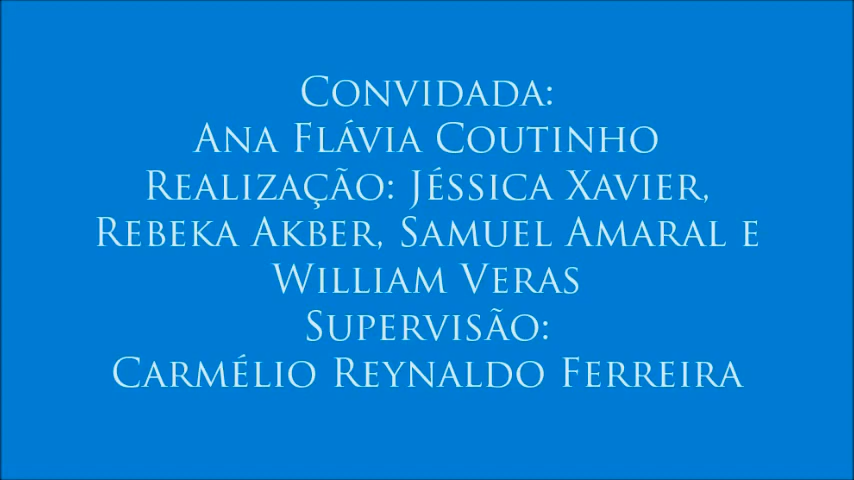 Convidada:
Ana Flávia Coutinho
Realização: Jéssica Xavier,
Rebeka Akber, Samuel Amaral e
William Veras
Supervisão:
Carmélio Reynaldo Ferreira